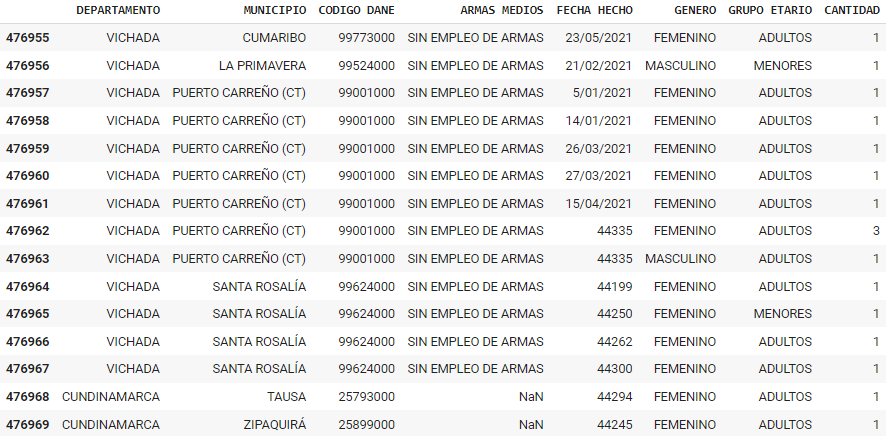 DEPARTAMENTO MUNICIPIO CODIGO DANE ARMAS MEDIOS FECHA HECHO GENERO GRUPO ETARIO CANTIDAD
476955 VICHADA CUMARIBO 99773000 SIN EMPLEO DE ARMAS 23/05/2021 FEMENINO ADULTOS 1
476956 VICHADA LA PRIMAVERA 99524000 SIN EMPLEO DE ARMAS 21/02/2021 MASCULINO MENORES 1
476957 VICHADA PUERTO CARREÑO (CT) 99001000 SIN EMPLEO DE ARMAS 5/01/2021 FEMENINO ADULTOS 1
476958 VICHADA PUERTO CARREÑO (CT) 99001000 SIN EMPLEO DE ARMAS 14/01/2021 FEMENINO ADULTOS 1
476959 VICHADA PUERTO CARREÑO (CT) 99001000 SIN EMPLEO DE ARMAS 26/03/2021 FEMENINO ADULTOS 1
476960 VICHADA PUERTO CARREÑO (CT) 99001000 SIN EMPLEO DE ARMAS 27/03/2021 FEMENINO ADULTOS 1
476961 VICHADA PUERTO CARREÑO (CT) 99001000 SIN EMPLEO DE ARMAS 15/04/2021 FEMENINO ADULTOS 1
476962 VICHADA PUERTO CARREÑO (CT) 99001000 SIN EMPLEO DE ARMAS 44335 FEMENINO ADULTOS 3
476963 VICHADA PUERTO CARREÑO (CT) 99001000 SIN EMPLEO DE ARMAS 44335 MASCULINO ADULTOS 1
476964 VICHADA SANTA ROSALÍA 99624000 SIN EMPLEO DE ARMAS 44199 FEMENINO ADULTOS 1
476965 VICHADA SANTA ROSALÍA 99624000 SIN EMPLEO DE ARMAS 44250 FEMENINO MENORES 1
476966 VICHADA SANTA ROSALÍA 99624000 SIN EMPLEO DE ARMAS 44262 FEMENINO ADULTOS 1
476967 VICHADA SANTA ROSALÍA 99624000 SIN EMPLEO DE ARMAS 44300 FEMENINO ADULTOS 1
476968 CUNDINAMARCA TAUSA 25793000 NaN 44294 FEMENINO ADULTOS 1
476969 CUNDINAMARCA ZIPAQUIRÁ 25899000 NaN 44245 FEMENINO ADULTOS 1